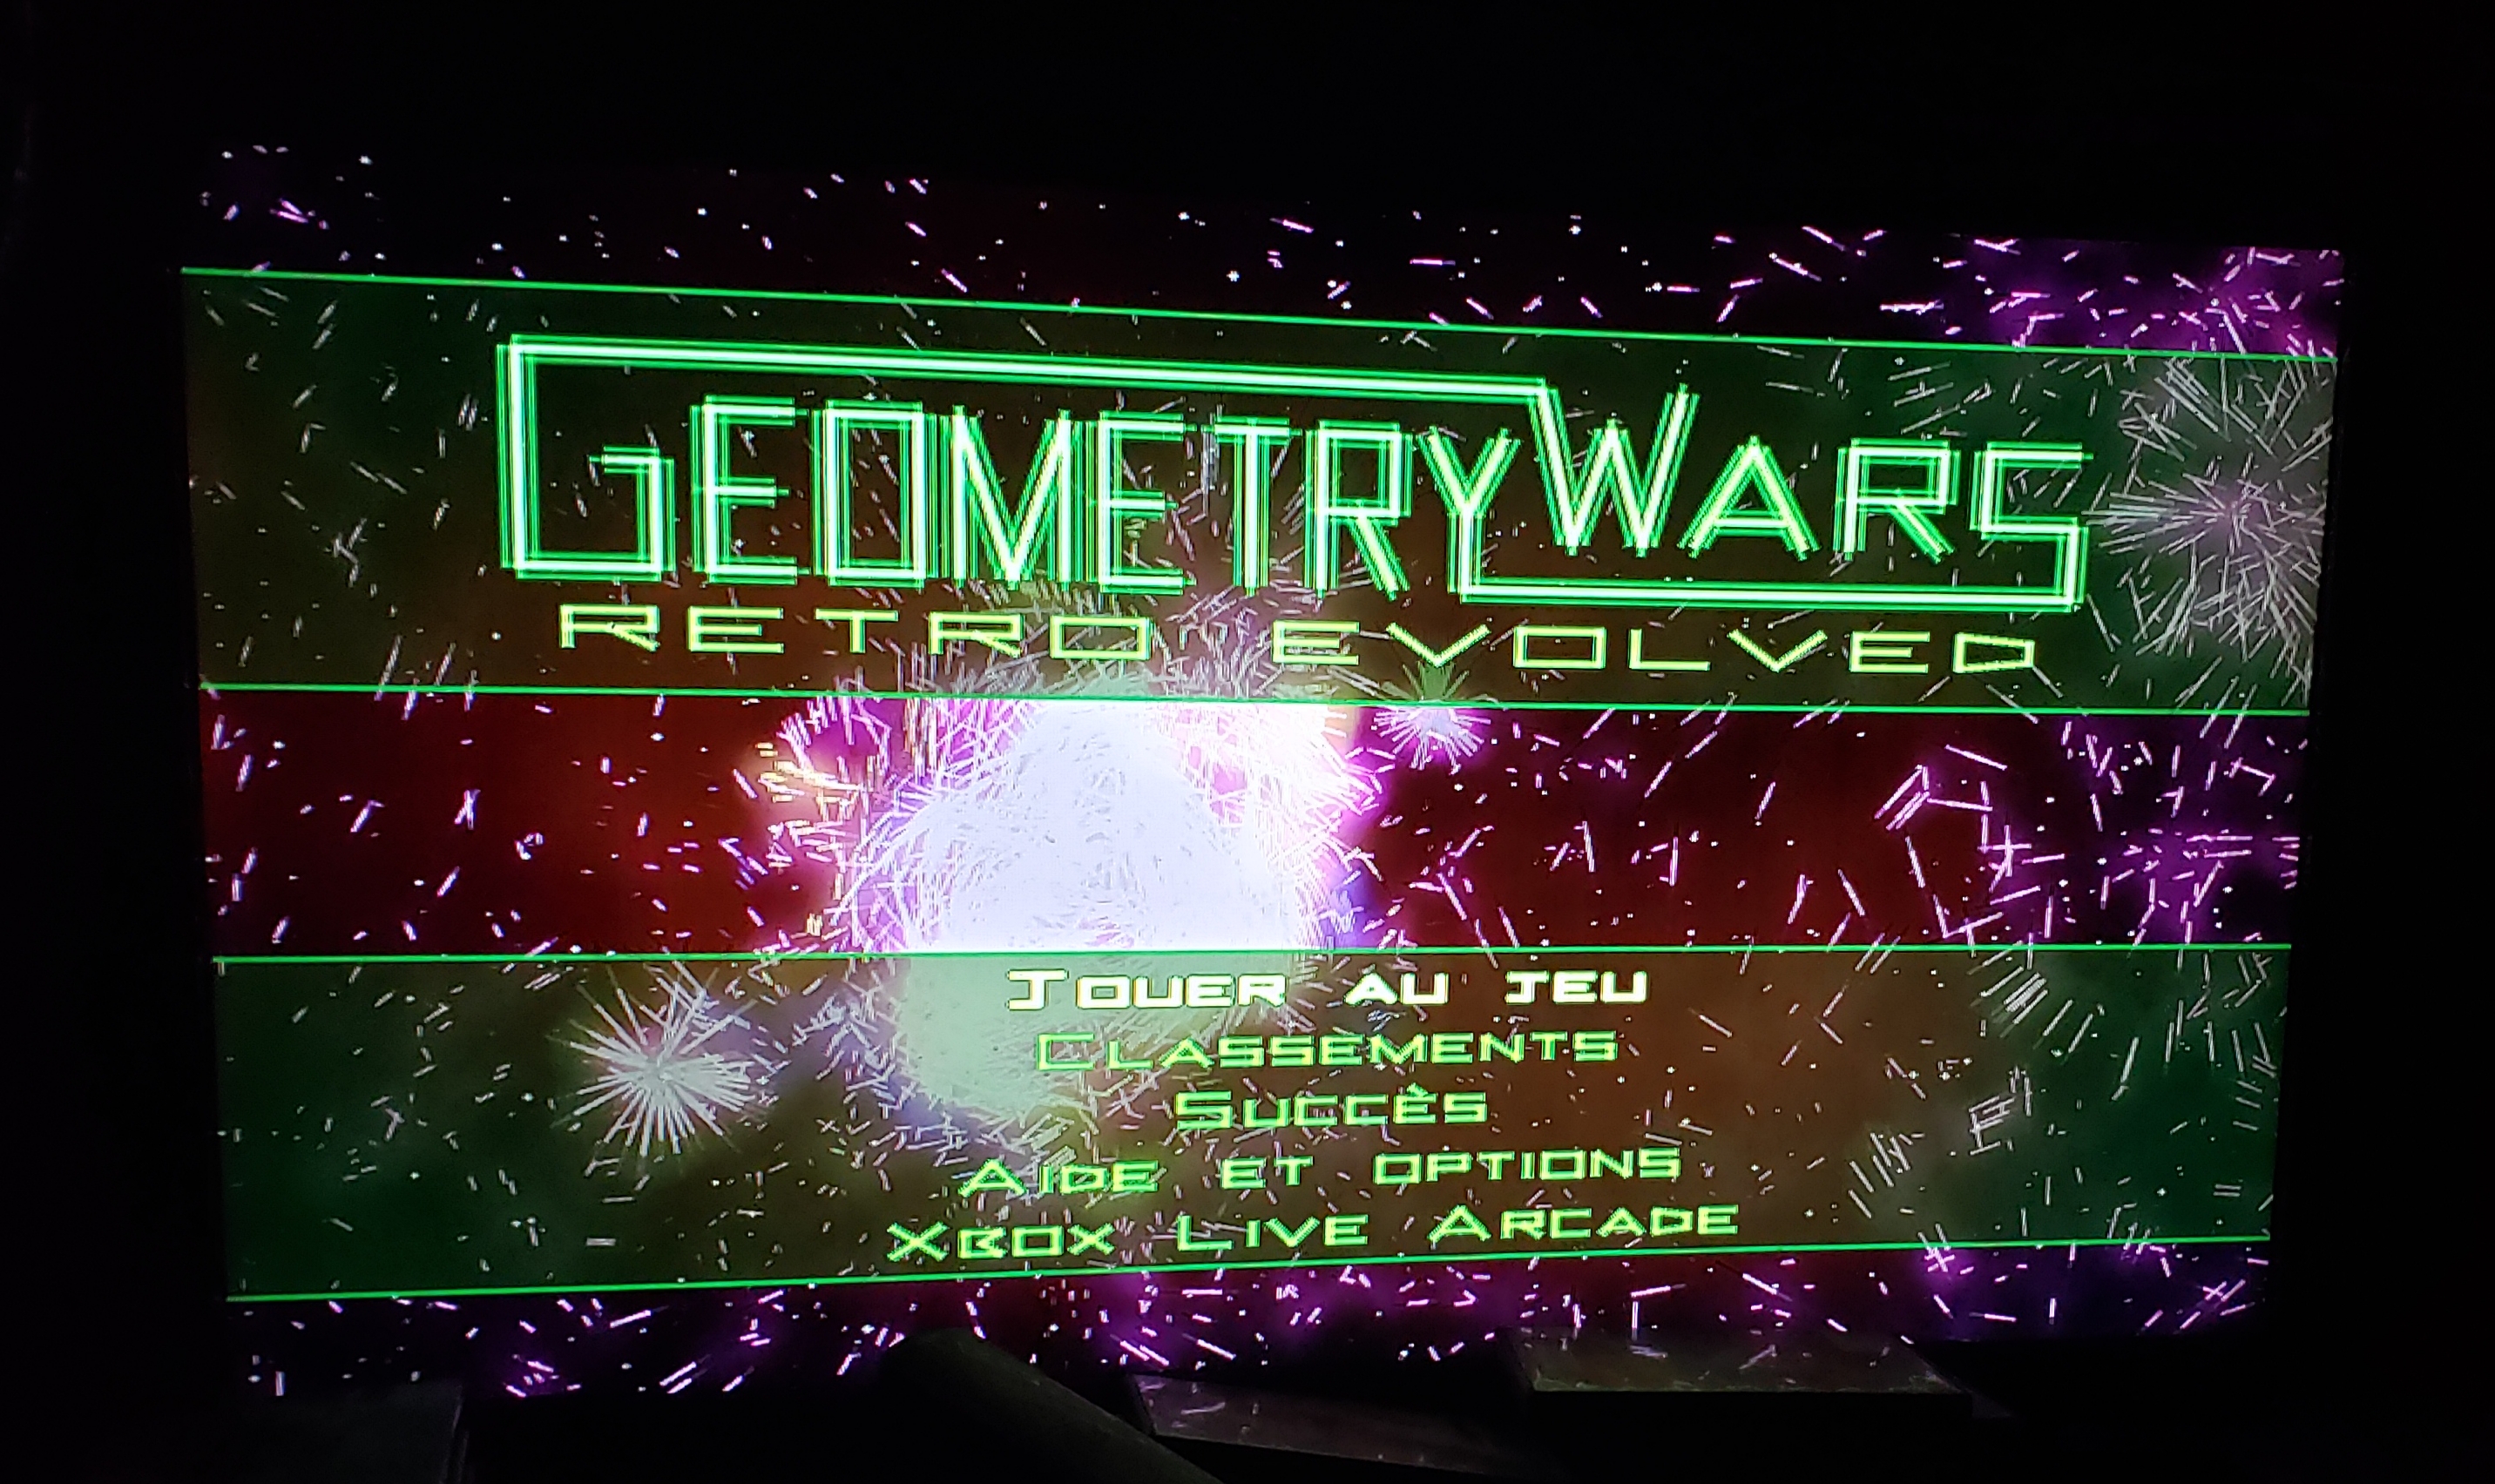 GEOMETRY WARS
RETRO EVOLVED
JOUER AU JEU
CLASSEMENTS
SUCCÈS
AIDE ET OPTIONS
XBOX LIVE ARCADE